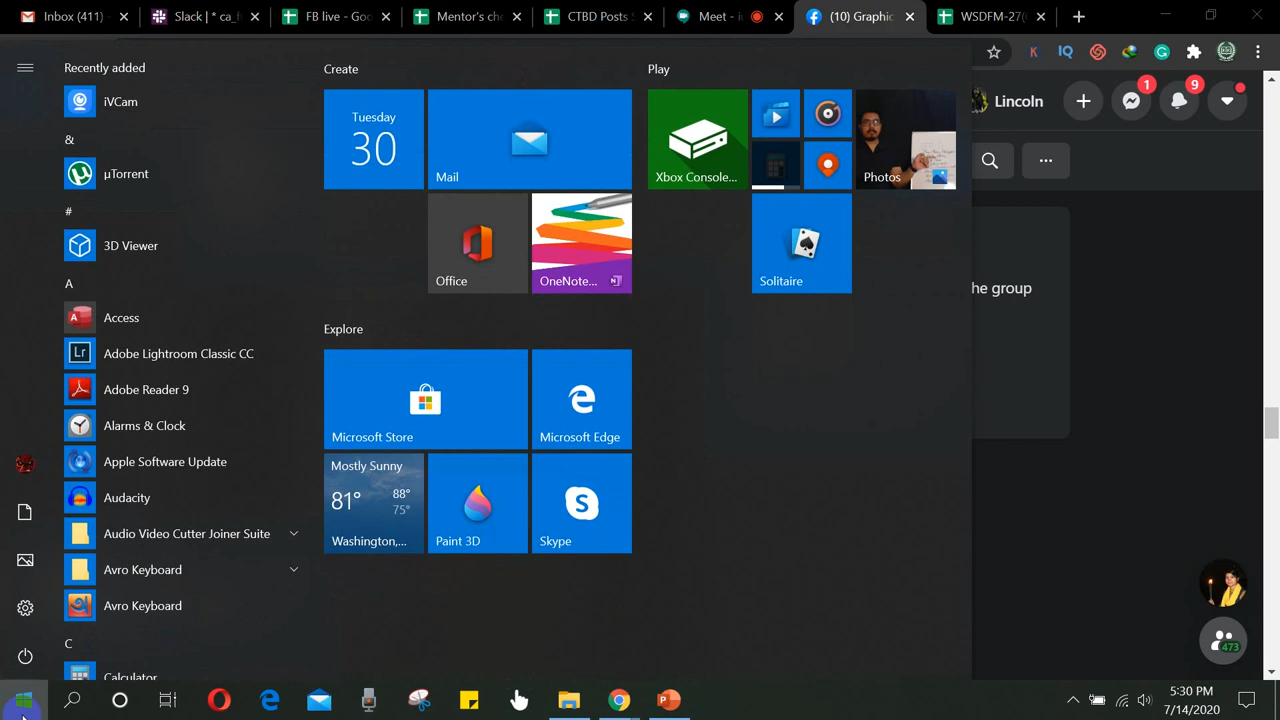 Inbox (411) -
Slack | * ca_f
FB live - Goo
Mentor's che
CTBD Posts S
Meet - iu
(10) Graphic
WSDFM-27(
K
IQ
Lincoln
1
9
he group
473
Recently added
iVCam
&
µTorrent
#
3D Viewer
A
Access
Adobe Lightroom Classic CC
Adobe Reader 9
Alarms & Clock
Apple Software Update
Audacity
Audio Video Cutter Joiner Suite
Avro Keyboard
Avro Keyboard
C
Calculator
Create
Tuesday
30
Mail
Office
OneNote...
Explore
Microsoft Store
Microsoft Edge
Mostly Sunny
81° 88°
75°
Washington,...
Paint 3D
Skype
Play
Xbox Console...
Photos
Solitaire
5:30 PM
7/14/2020